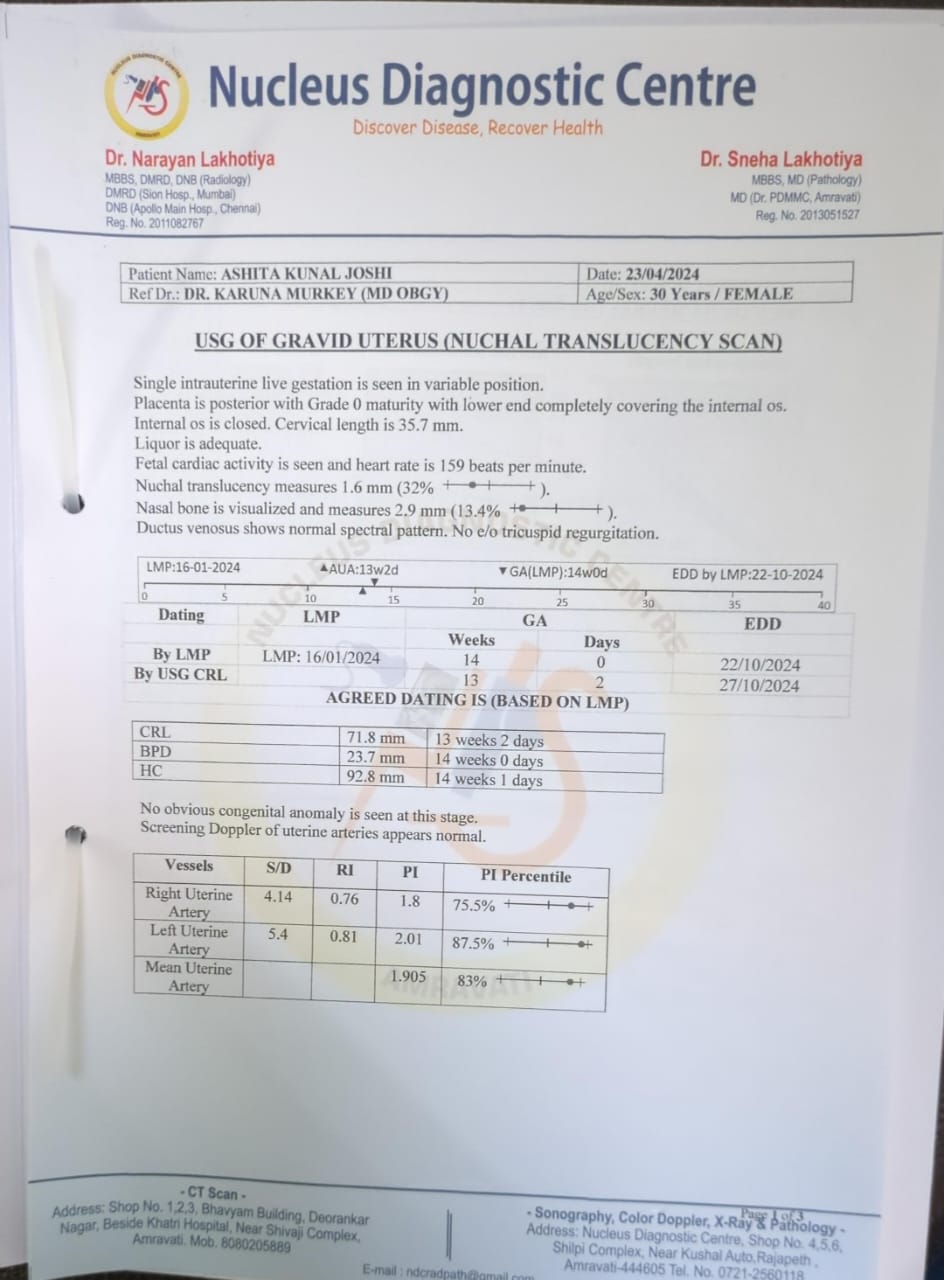 Nucleus Diagnostic Centre
Discover Disease, Recover Health
Dr. Narayan Lakhotiya
MBBS, DMRD, DNB (Radiology)
DMRD (Sion Hosp., Mumbai)
DNB (Apollo Main Hosp., Chennai)
Reg. No. 2011082767
Dr. Sneha Lakhotiya
MBBS, MD (Pathology)
MD (Dr. PDMMC, Amravati)
Reg. No. 2013051527
Patient Name: ASHITA KUNAL JOSHI Date: 23/04/2024
Ref Dr.: DR. KARUNA MURKEY (MD OBGY) Age/Sex: 30 Years / FEMALE
USG OF GRAVID UTERUS (NUCHAL TRANSLUCENCY SCAN)
Single intrauterine live gestation is seen in variable position.
Placenta is posterior with Grade 0 maturity with lower end completely covering the internal os.
Internal os is closed. Cervical length is 35.7 mm.
Liquor is adequate.
Fetal cardiac activity is seen and heart rate is 159 beats per minute.
Nuchal translucency measures 1.6 mm (32% ).
Nasal bone is visualized and measures 2.9 mm (13.4% ).
Ductus venosus shows normal spectral pattern. No e/o tricuspid regurgitation.
LMP:16-01-2024 ▲AUA:13w2d ▼GA(LMP):14w0d EDD by LMP:22-10-2024
0 5 10 15 20 25 30 35 40
Dating LMP GA EDD
Weeks Days
By LMP LMP: 16/01/2024 14 0 22/10/2024
By USG CRL 13 2 27/10/2024
AGREED DATING IS (BASED ON LMP)
CRL 71.8 mm 13 weeks 2 days
BPD 23.7 mm 14 weeks 0 days
HC 92.8 mm 14 weeks 1 days
No obvious congenital anomaly is seen at this stage.
Screening Doppler of uterine arteries appears normal.
Vessels S/D RI PI PI Percentile
Right Uterine Artery 4.14 0.76 1.8 75.5%
Left Uterine Artery 5.4 0.81 2.01 87.5%
Mean Uterine Artery 1.905 83%
NUCLEUS DIAGNOSTIC CENTRE
AMRAVATI
- CT Scan -
Address: Shop No. 1,2,3, Bhavyam Building, Deorankar
Nagar, Beside Khatri Hospital, Near Shivaji Complex,
Amravati. Mob. 8080205889
Page 1 of 3
- Sonography, Color Doppler, X-Ray & Pathology -
Address: Nucleus Diagnostic Centre, Shop No. 4,5,6,
Shilpi Complex, Near Kushal Auto,Rajapeth ,
Amravati-444605 Tel. No. 0721-2560118
E-mail : ndcradpath@gmail.com